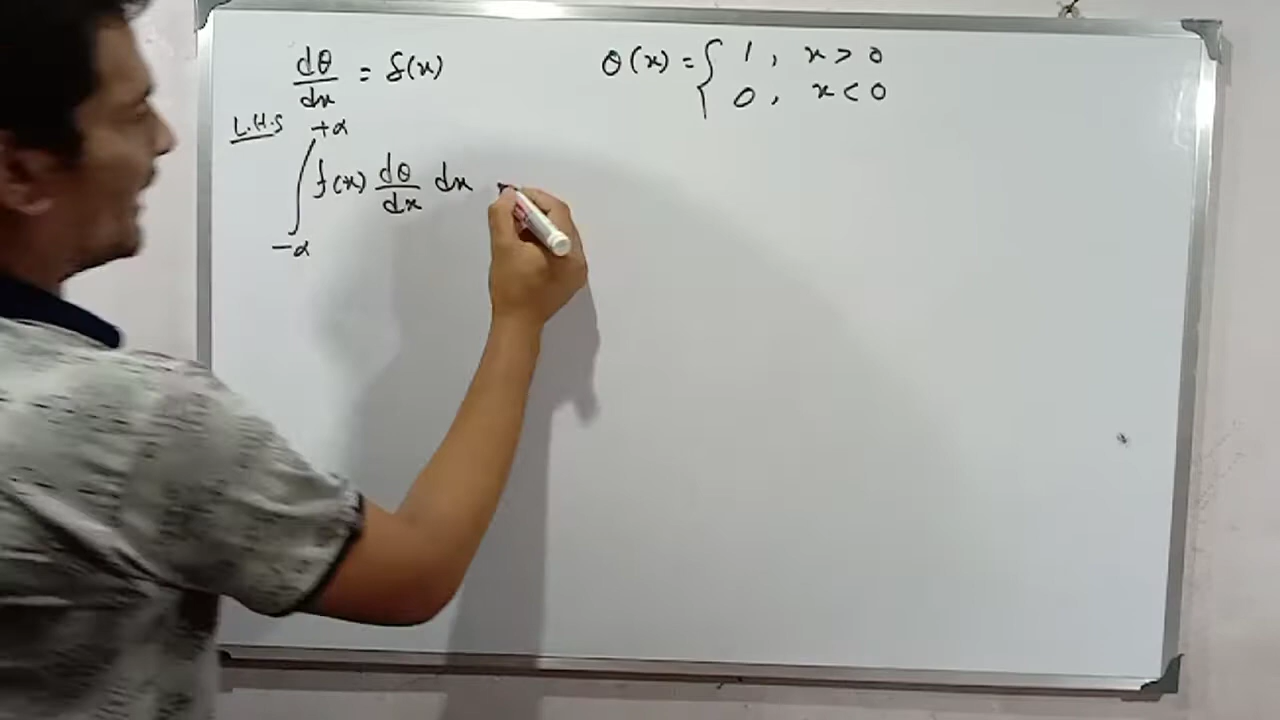 dθ/dx = δ(x)
θ(x) = { 1, x > 0
0, x < 0
L.H.S
∫_{-α}^{+α} f(x) dθ/dx dx